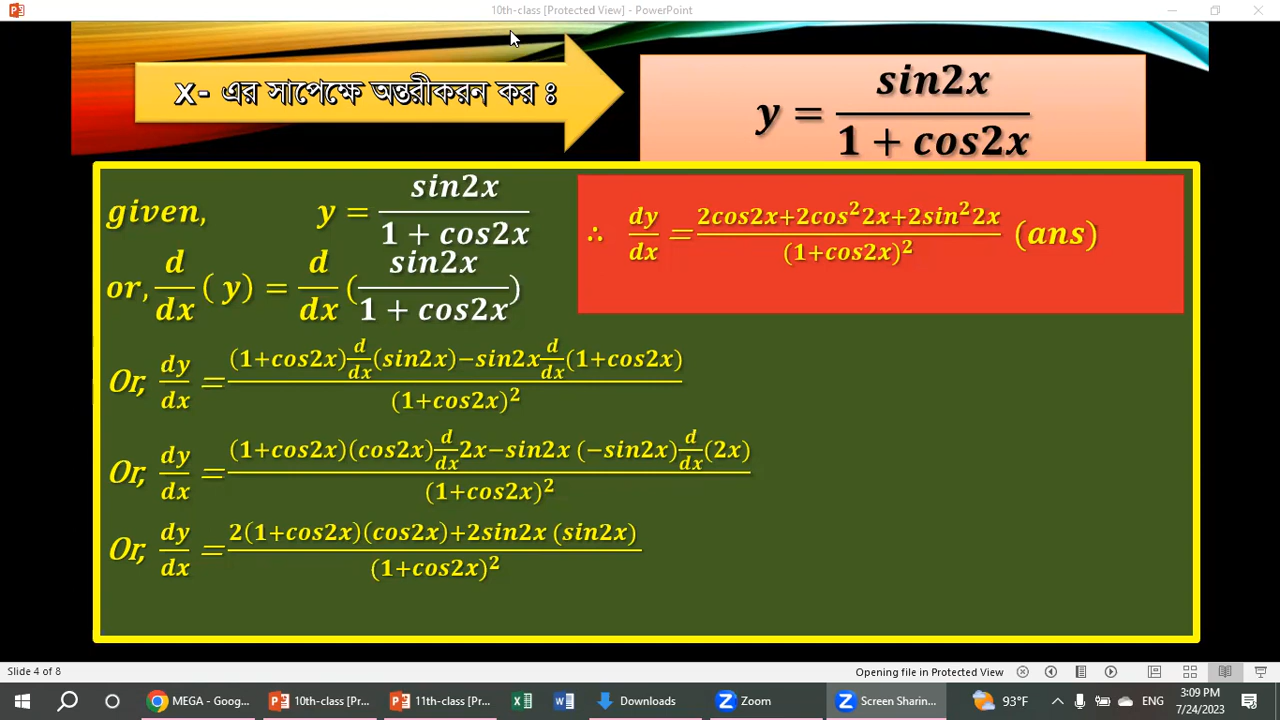 10th-class [Protected View] - PowerPoint
x- এর সাপেক্ষে অন্তরীকরন কর ঃ
y = sin2x / 1 + cos2x
given, y = sin2x / 1 + cos2x
or, d/dx ( y) = d/dx (sin2x / 1 + cos2x)
Or, dy/dx = (1+cos2x) d/dx (sin2x)−sin2x d/dx (1+cos2x) / (1+cos2x)²
Or, dy/dx = (1+cos2x)(cos2x) d/dx 2x−sin2x (−sin2x) d/dx (2x) / (1+cos2x)²
Or, dy/dx = 2(1+cos2x)(cos2x)+2sin2x (sin2x) / (1+cos2x)²
∴ dy/dx = 2cos2x+2cos²2x+2sin²2x / (1+cos2x)² (ans)
Slide 4 of 8
Opening file in Protected View
MEGA - Goog...
10th-class [Pr...
11th-class [Pr...
Downloads
Zoom
Screen Sharin...
93°F
ENG
3:09 PM
7/24/2023